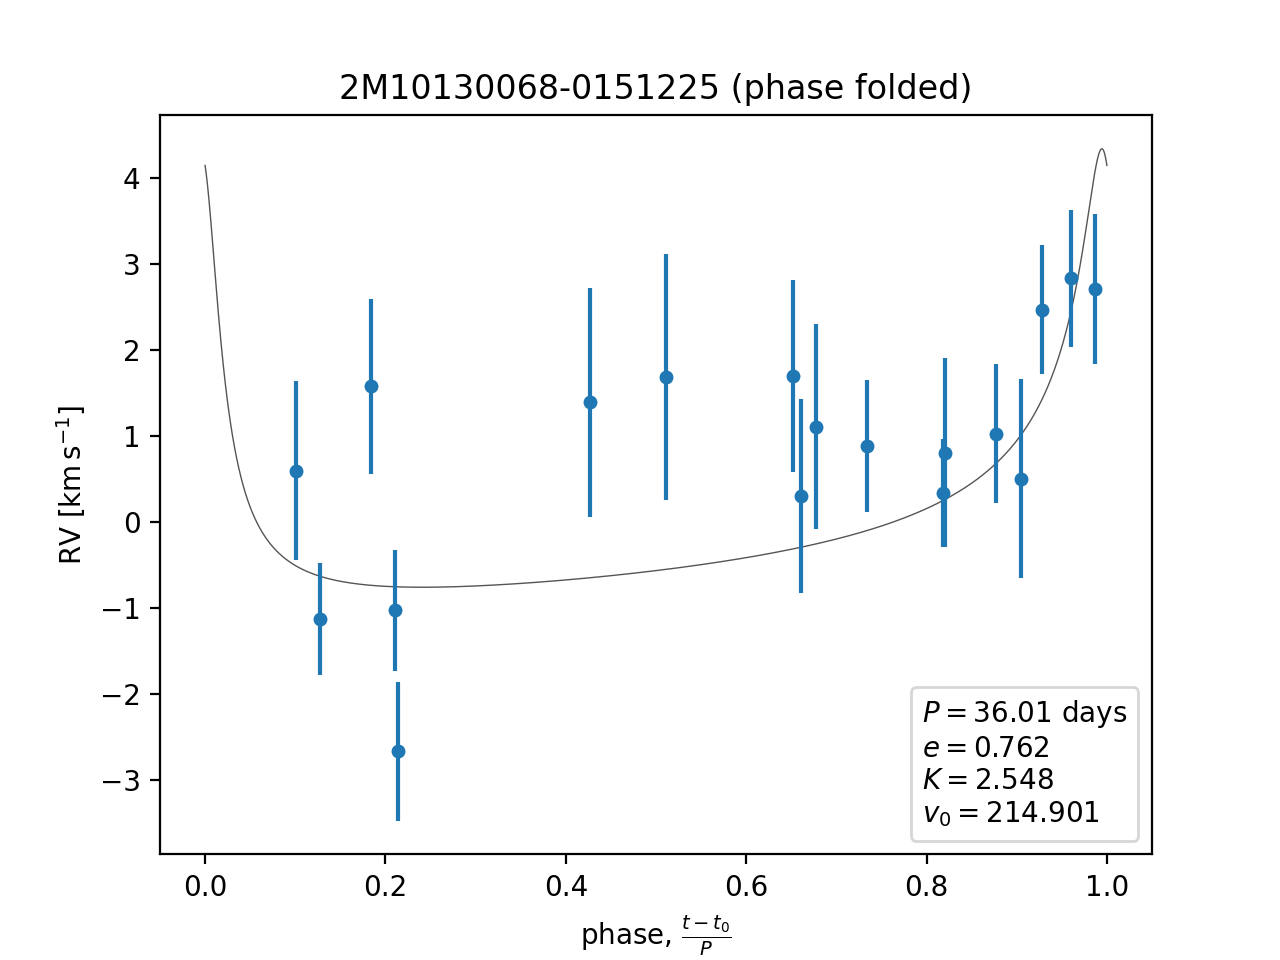 2M10130068-0151225 (phase folded)
4
3
2
1
0
−1
−2
−3
RV [km s⁻¹]
P = 36.01 days
e = 0.762
K = 2.548
v₀ = 214.901
0.0 0.2 0.4 0.6 0.8 1.0
phase, (t − t₀)/P